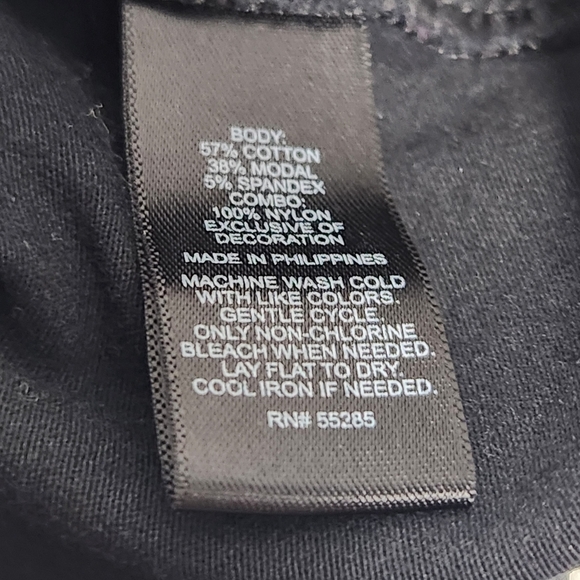 BODY:
57% COTTON
38% MODAL
5% SPANDEX
COMBO:
100% NYLON
EXCLUSIVE OF
DECORATION
MADE IN PHILIPPINES
MACHINE WASH COLD
WITH LIKE COLORS.
GENTLE CYCLE.
ONLY NON-CHLORINE
BLEACH WHEN NEEDED.
LAY FLAT TO DRY.
COOL IRON IF NEEDED.
RN# 55285